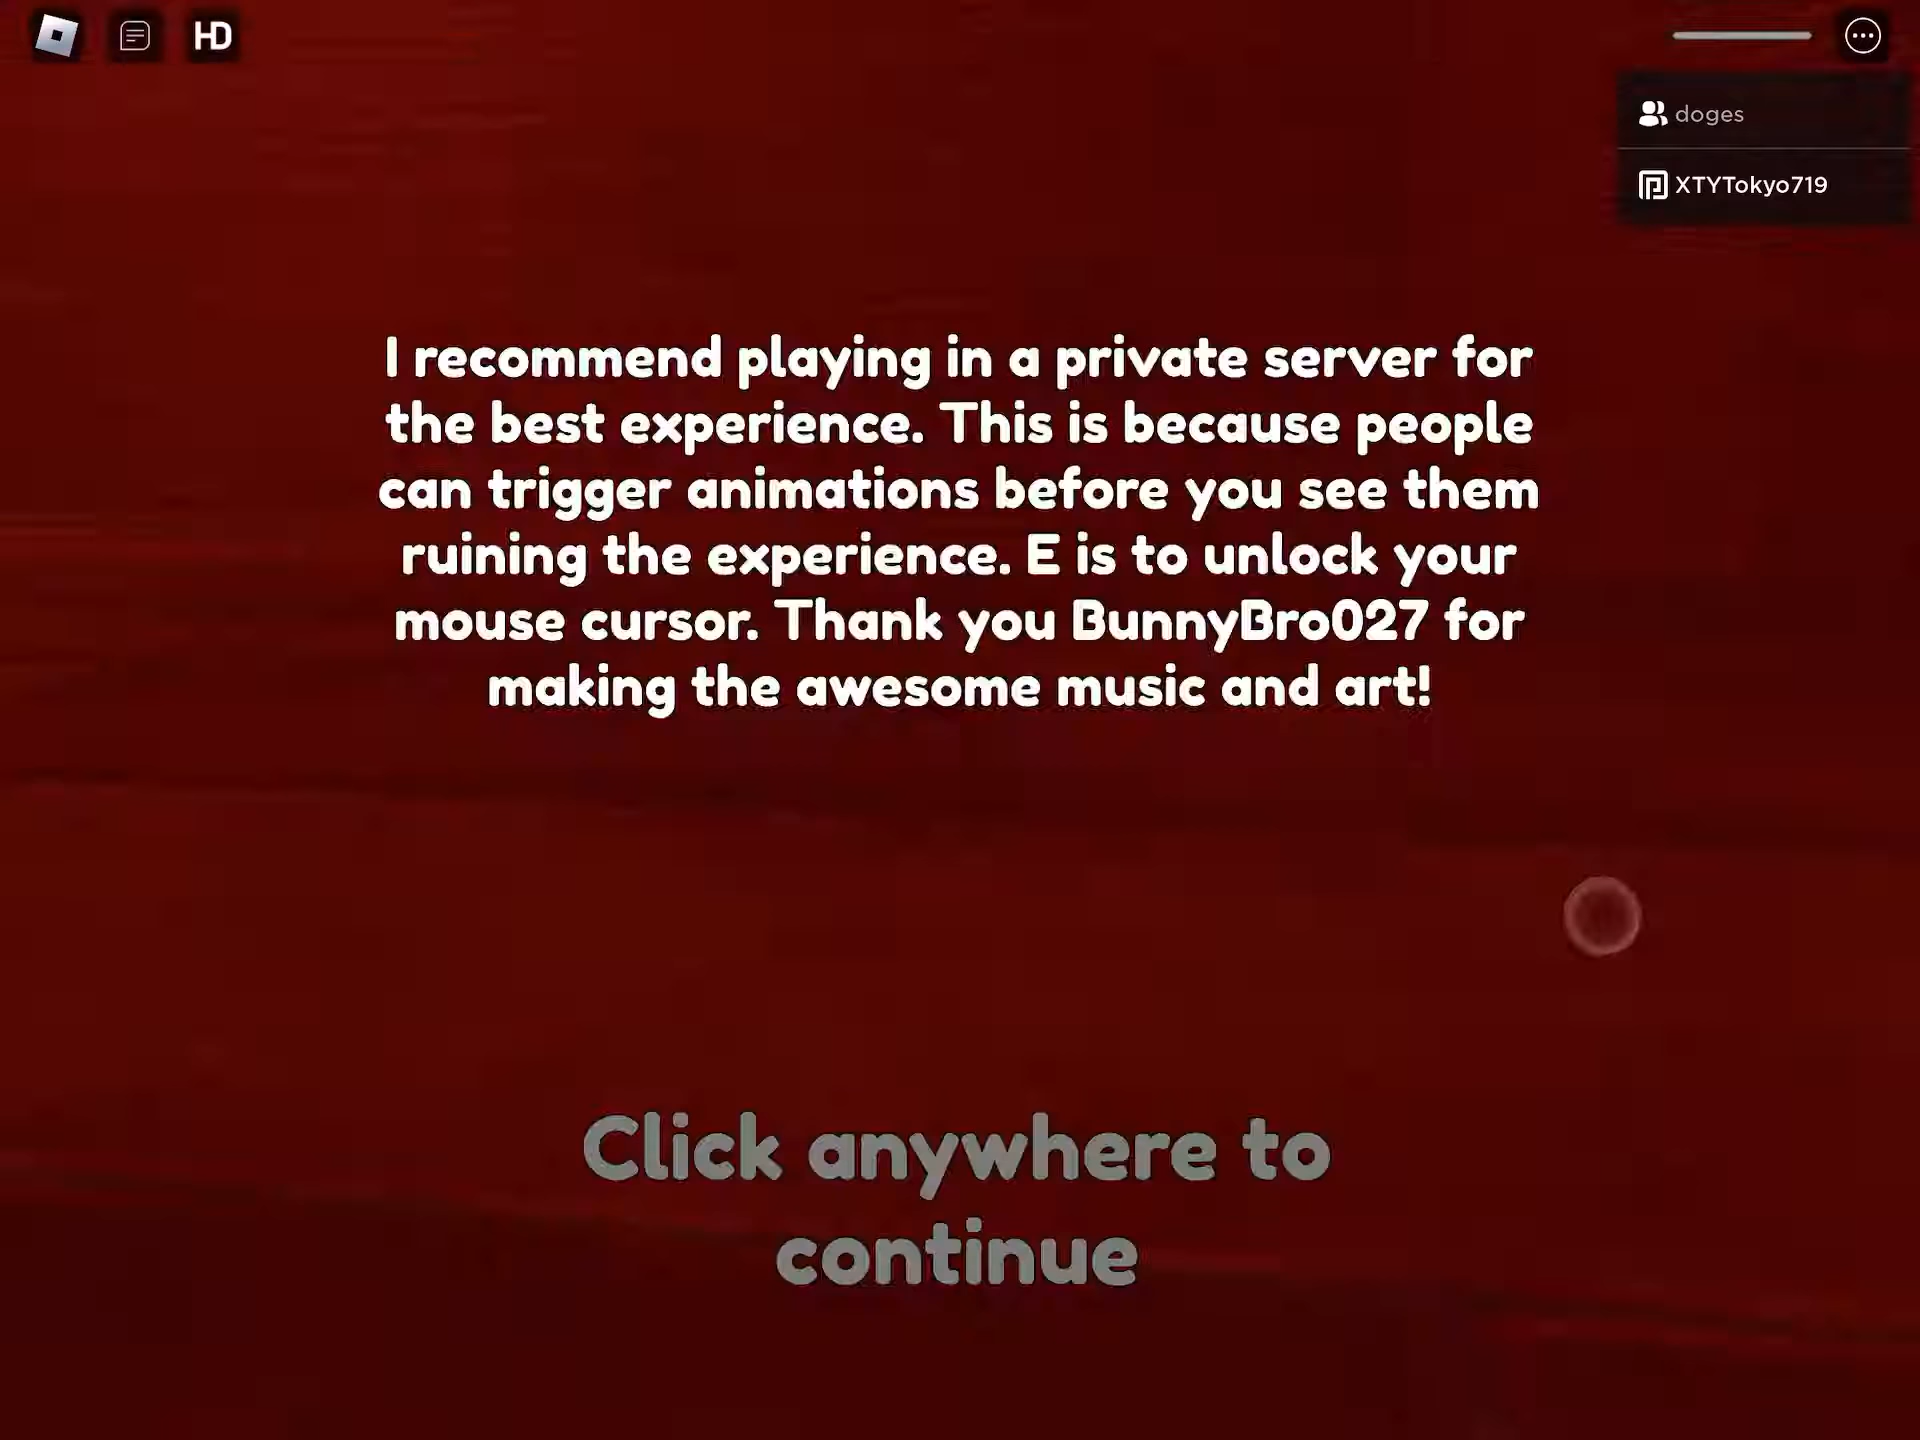 HD
doges
XTYTokyo719
I recommend playing in a private server for
the best experience. This is because people
can trigger animations before you see them
ruining the experience. E is to unlock your
mouse cursor. Thank you BunnyBro027 for
making the awesome music and art!
Click anywhere to
continue